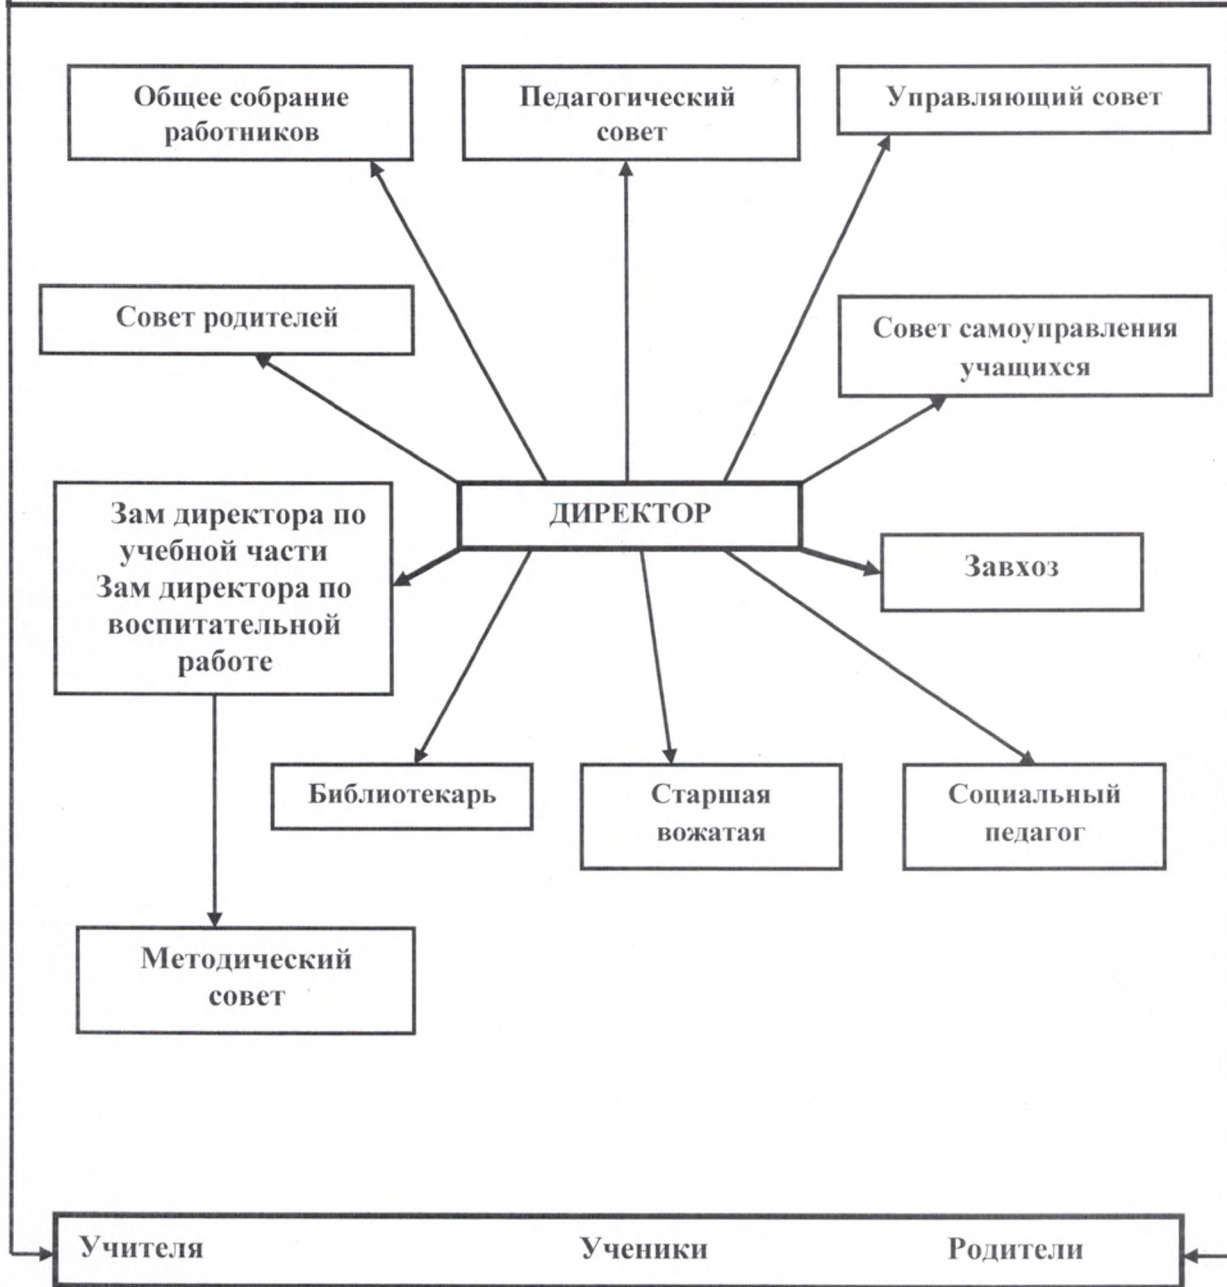 Общее собрание
работников
Педагогический
совет
Управляющий совет
Совет родителей
Совет самоуправления
учащихся
Зам директора по
учебной части
Зам директора по
воспитательной
работе
ДИРЕКТОР
Завхоз
Библиотекарь
Старшая
вожатая
Социальный
педагог
Методический
совет
Учителя
Ученики
Родители